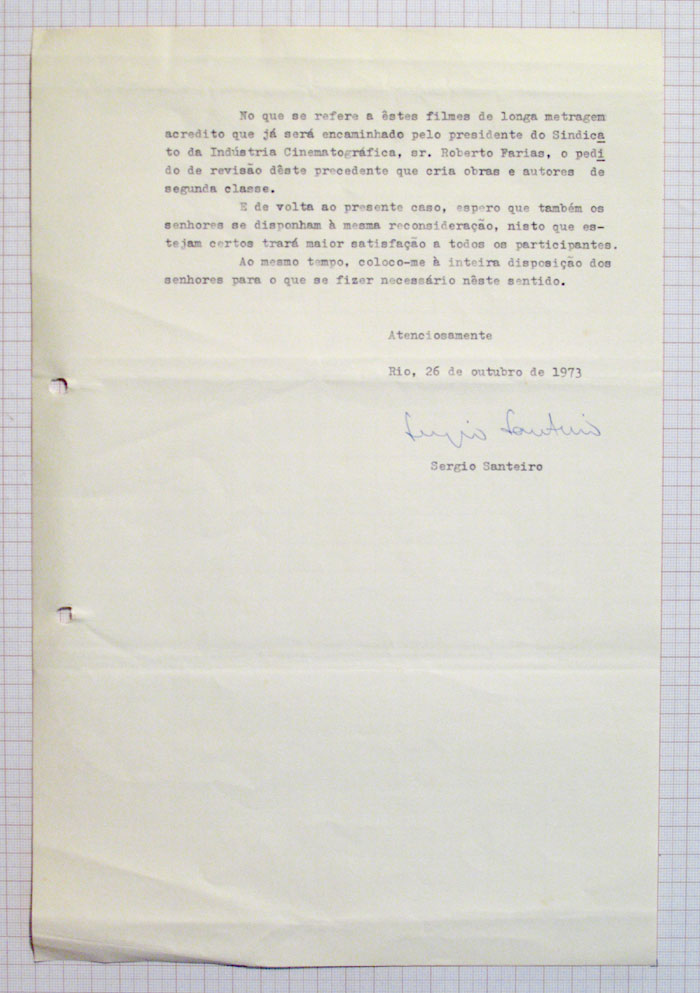 No que se refere a êstes filmes de longa metragem
acredito que já será encaminhado pelo presidente do Sindica
to da Indústria Cinematográfica, sr. Roberto Farias, o pedi
do de revisão dêste precedente que cria obras e autores de
segunda classe.
E de volta ao presente caso, espero que também os
senhores se disponham à mesma reconsideração, nisto que es-
tejam certos trará maior satisfação a todos os participantes.
Ao mesmo tempo, coloco-me à inteira disposição dos
senhores para o que se fizer necessário nêste sentido.
Atenciosamente
Rio, 26 de outubro de 1973
Sergio Santeiro
Sergio Santeiro